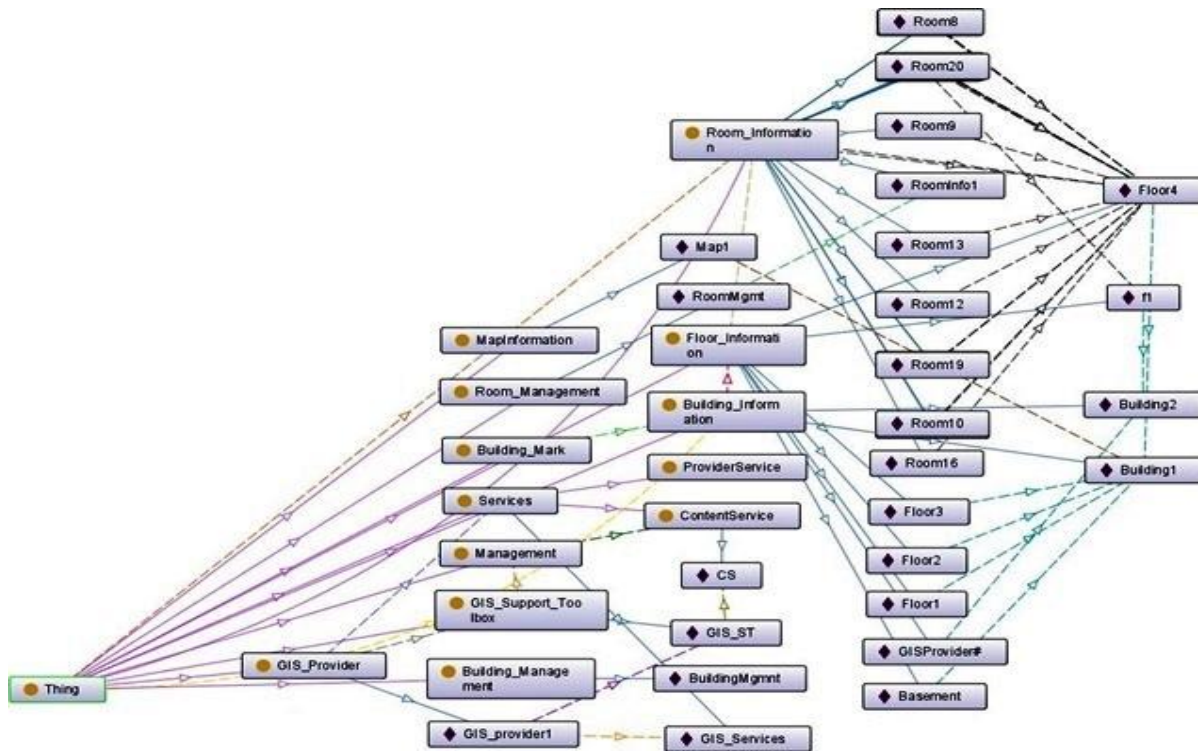 Room8
Room20
Room_Informatio
n
Room9
RoomInfo1
Floor4
Map1
Room13
RoomMgmt
Room12
f1
MapInformation
Floor_Informati
on
Room19
Room_Management
Building_Inform
ation
Building2
Room10
Building_Mark
ProviderService
Room16
Building1
Services
ContentService
Floor3
Management
Floor2
CS
GIS_Support_Too
lbox
Floor1
GIS_ST
GISProvider#
GIS_Provider
Thing
Building_Manage
ment
BuildingMgmnt
Basement
GIS_provider1
GIS_Services